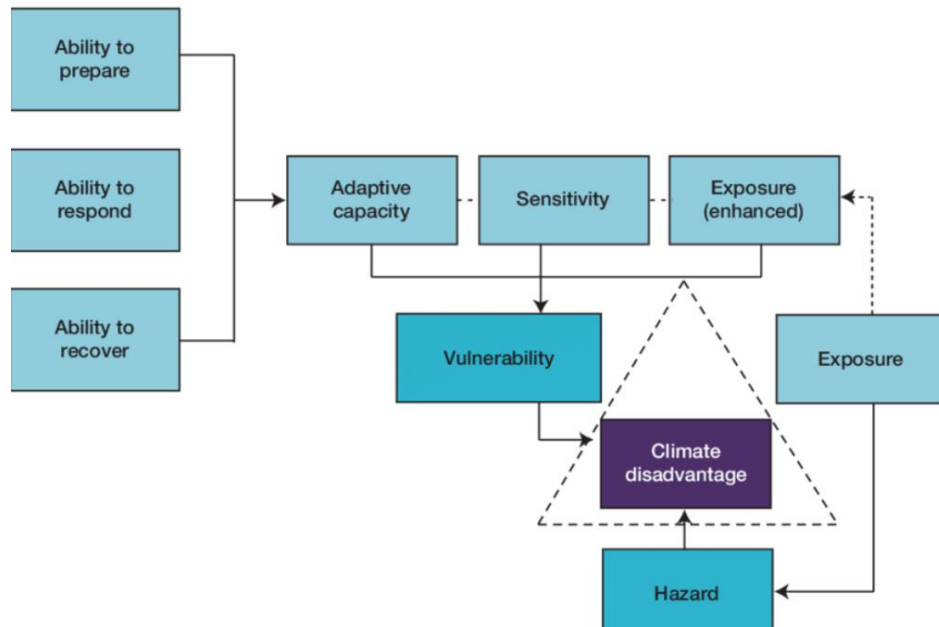 Ability to
prepare
Ability to
respond
Ability to
recover
Adaptive
capacity
Sensitivity
Exposure
(enhanced)
Vulnerability
Exposure
Climate
disadvantage
Hazard